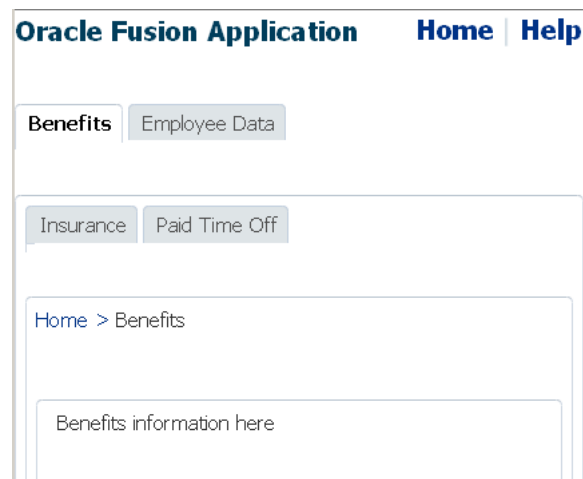 Oracle Fusion Application Home | Help
Benefits Employee Data
Insurance Paid Time Off
Home > Benefits
Benefits information here